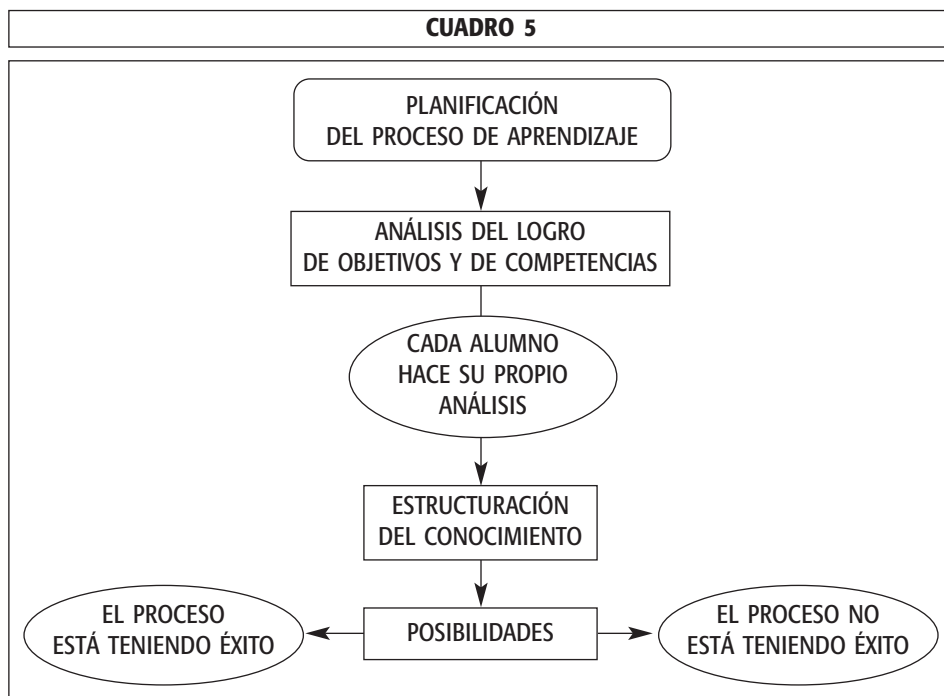 CUADRO 5
PLANIFICACIÓN
DEL PROCESO DE APRENDIZAJE
ANÁLISIS DEL LOGRO
DE OBJETIVOS Y DE COMPETENCIAS
CADA ALUMNO
HACE SU PROPIO
ANÁLISIS
ESTRUCTURACIÓN
DEL CONOCIMIENTO
EL PROCESO
ESTÁ TENIENDO ÉXITO
POSIBILIDADES
EL PROCESO NO
ESTÁ TENIENDO ÉXITO